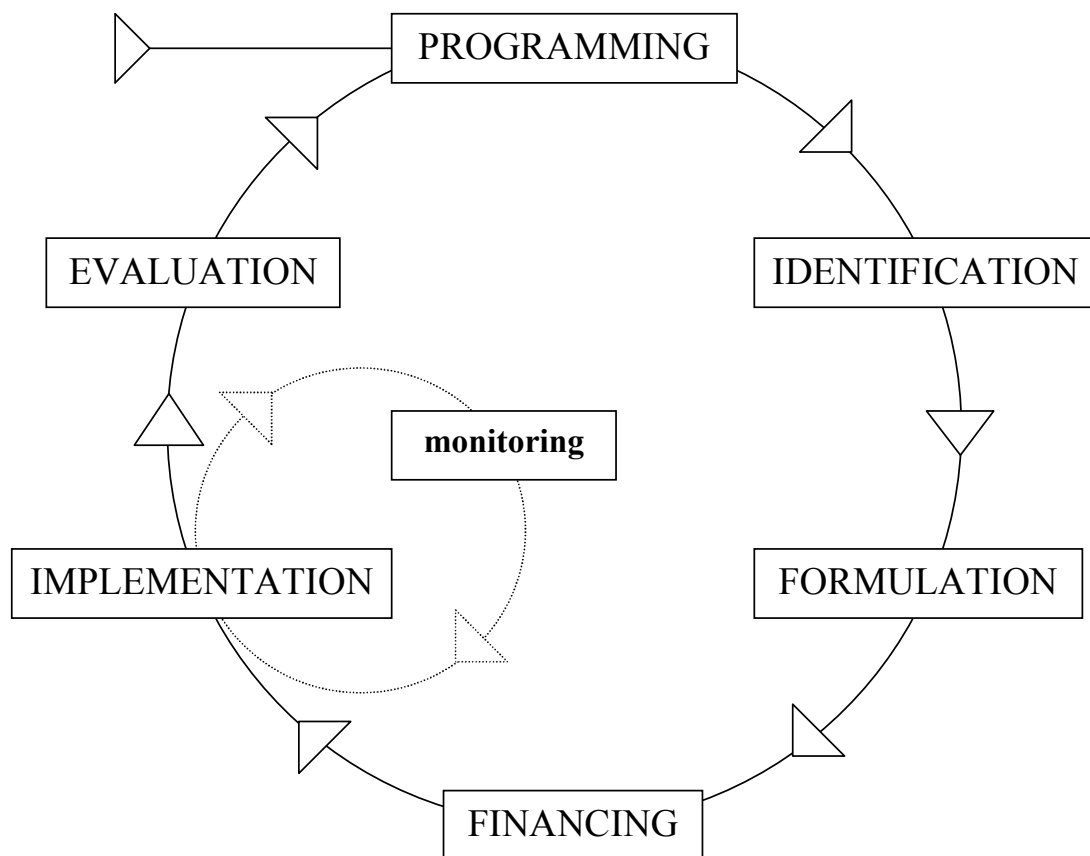 PROGRAMMING
EVALUATION
IDENTIFICATION
monitoring
IMPLEMENTATION
FORMULATION
FINANCING